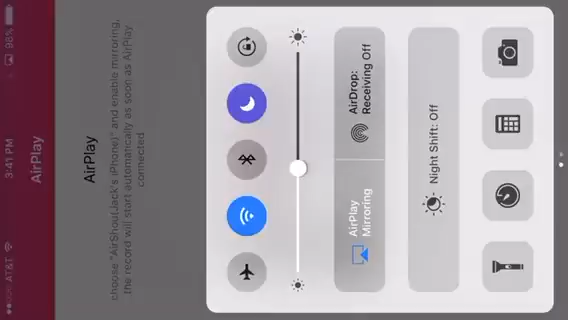 ●●○○○ AT&T 3:41 PM 98%
AirPlay
AirPlay
choose "AirShou(Jack's iPhone)" and enable mirroring,
the record will start automatically as soon as AirPlay
connected
AirPlay
Mirroring
AirDrop:
Receiving Off
Night Shift: Off